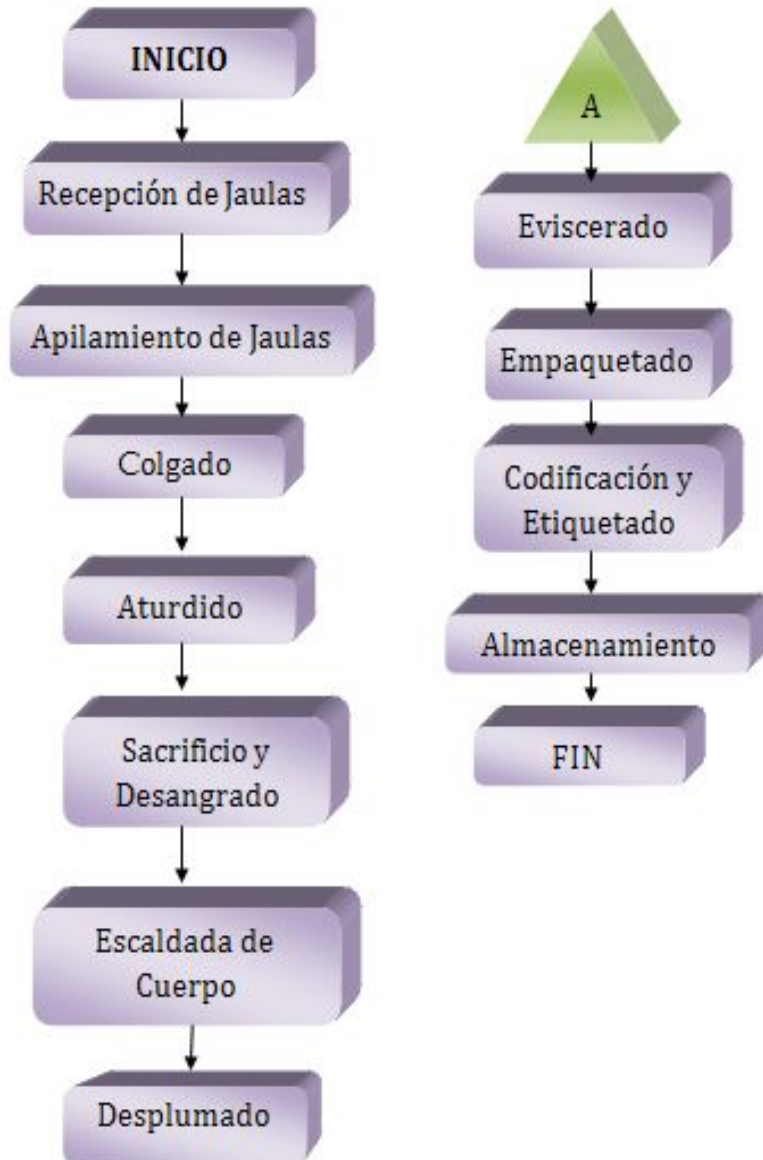 INICIO
Recepción de Jaulas
Apilamiento de Jaulas
Colgado
Aturdido
Sacrificio y
Desangrado
Escaldada de
Cuerpo
Desplumado
A
Eviscerado
Empaquetado
Codificación y
Etiquetado
Almacenamiento
FIN